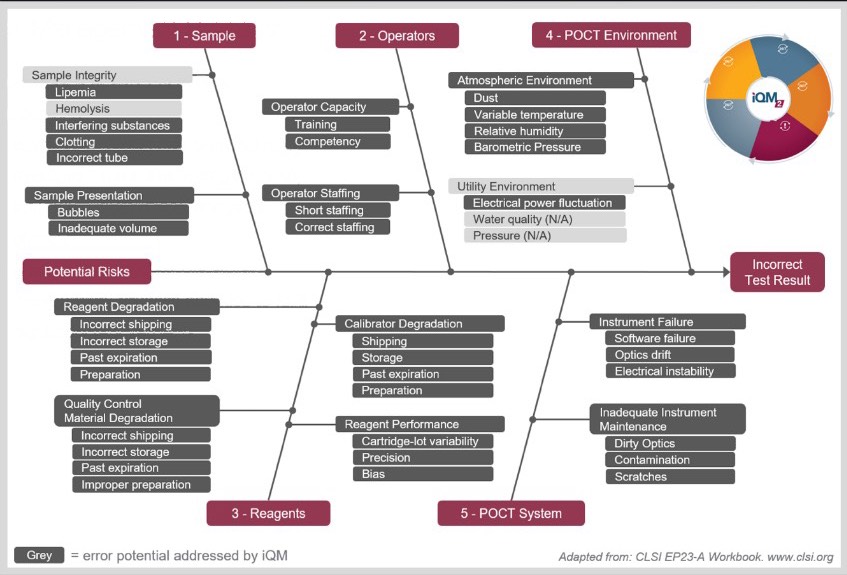 1 - Sample
2 - Operators
4 - POCT Environment
Sample Integrity
Lipemia
Hemolysis
Interfering substances
Clotting
Incorrect tube
Sample Presentation
Bubbles
Inadequate volume
Operator Capacity
Training
Competency
Operator Staffing
Short staffing
Correct staffing
Atmospheric Environment
Dust
Variable temperature
Relative humidity
Barometric Pressure
Utility Environment
Electrical power fluctuation
Water quality (N/A)
Pressure (N/A)
iQM2
Potential Risks
Incorrect
Test Result
Reagent Degradation
Incorrect shipping
Incorrect storage
Past expiration
Preparation
Quality Control
Material Degradation
Incorrect shipping
Incorrect storage
Past expiration
Improper preparation
Calibrator Degradation
Shipping
Storage
Past expiration
Preparation
Reagent Performance
Cartridge-lot variability
Precision
Bias
Instrument Failure
Software failure
Optics drift
Electrical instability
Inadequate Instrument
Maintenance
Dirty Optics
Contamination
Scratches
3 - Reagents
5 - POCT System
Grey = error potential addressed by iQM
Adapted from: CLSI EP23-A Workbook. www.clsi.org